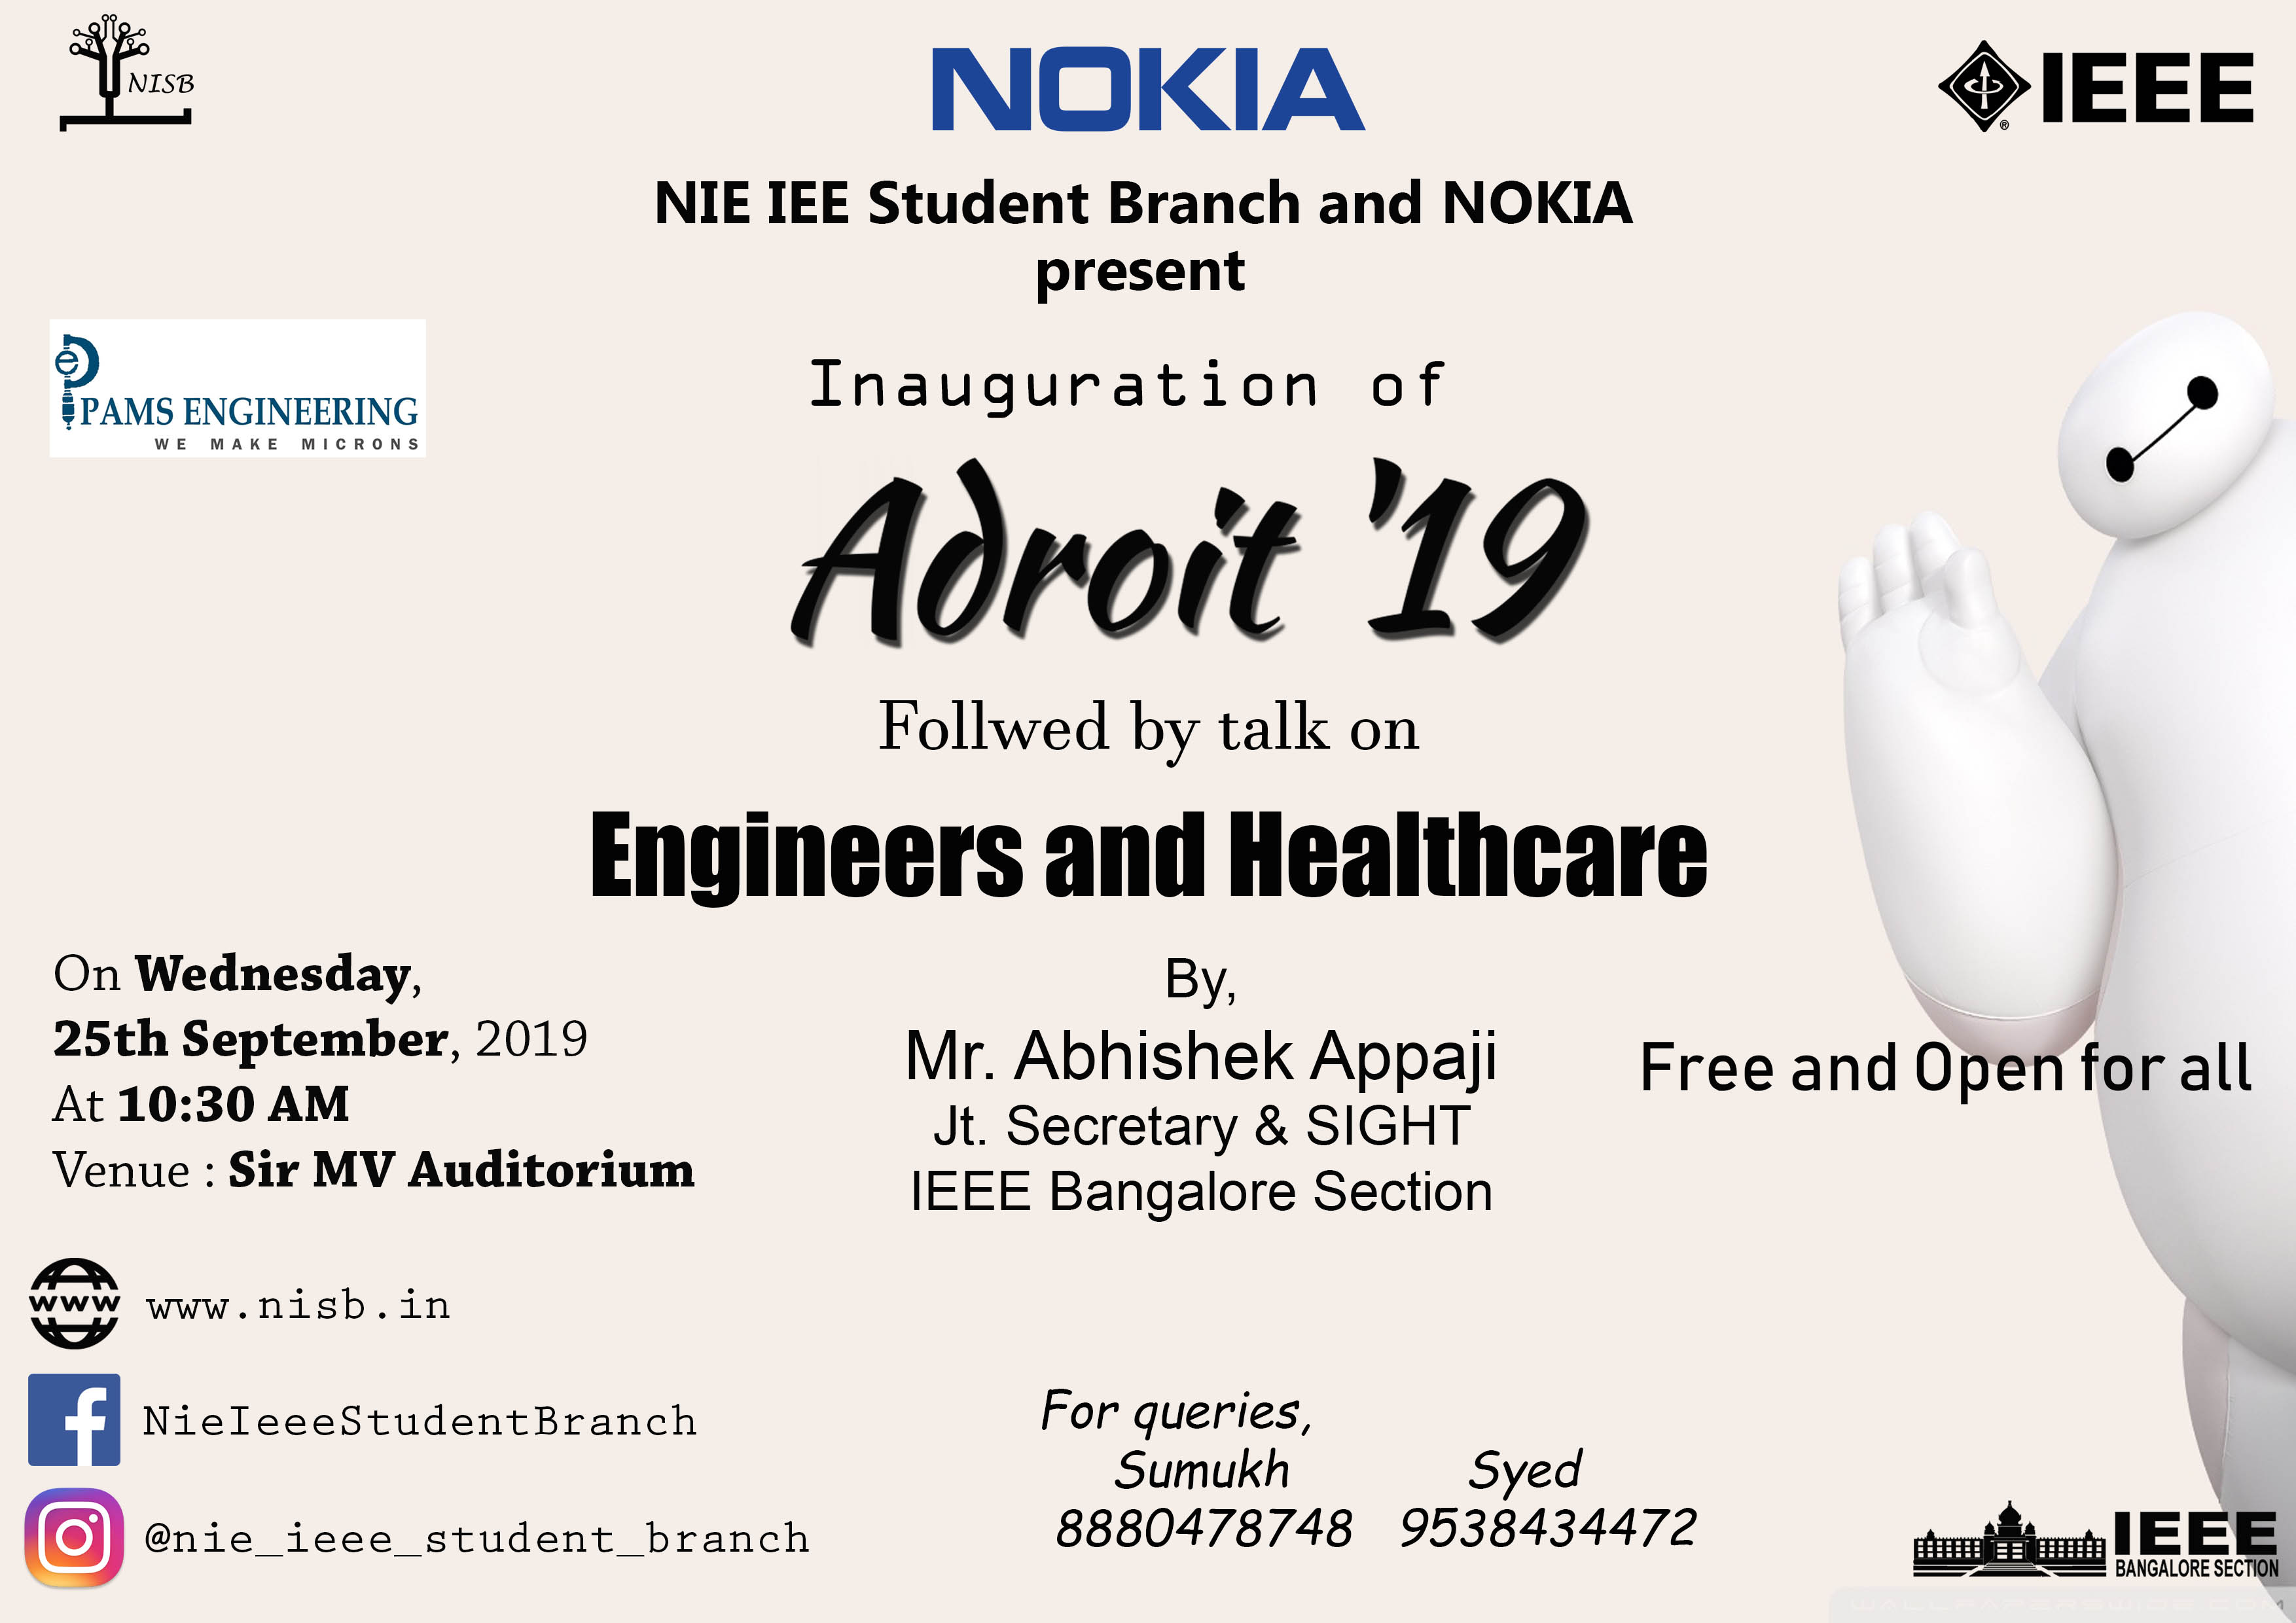 NISB
NOKIA
IEEE
NIE IEE Student Branch and NOKIA
present
PAMS ENGINEERING
WE MAKE MICRONS
Inauguration of
Adroit '19
Follwed by talk on
Engineers and Healthcare
On Wednesday,
25th September, 2019
At 10:30 AM
Venue : Sir MV Auditorium
By,
Mr. Abhishek Appaji
Jt. Secretary & SIGHT
IEEE Bangalore Section
Free and Open for all
www
www.nisb.in
NieIeeeStudentBranch
@nie_ieee_student_branch
For queries,
Sumukh Syed
8880478748 9538434472
IEEE
BANGALORE SECTION
WALLPAPERSWIDE.COM